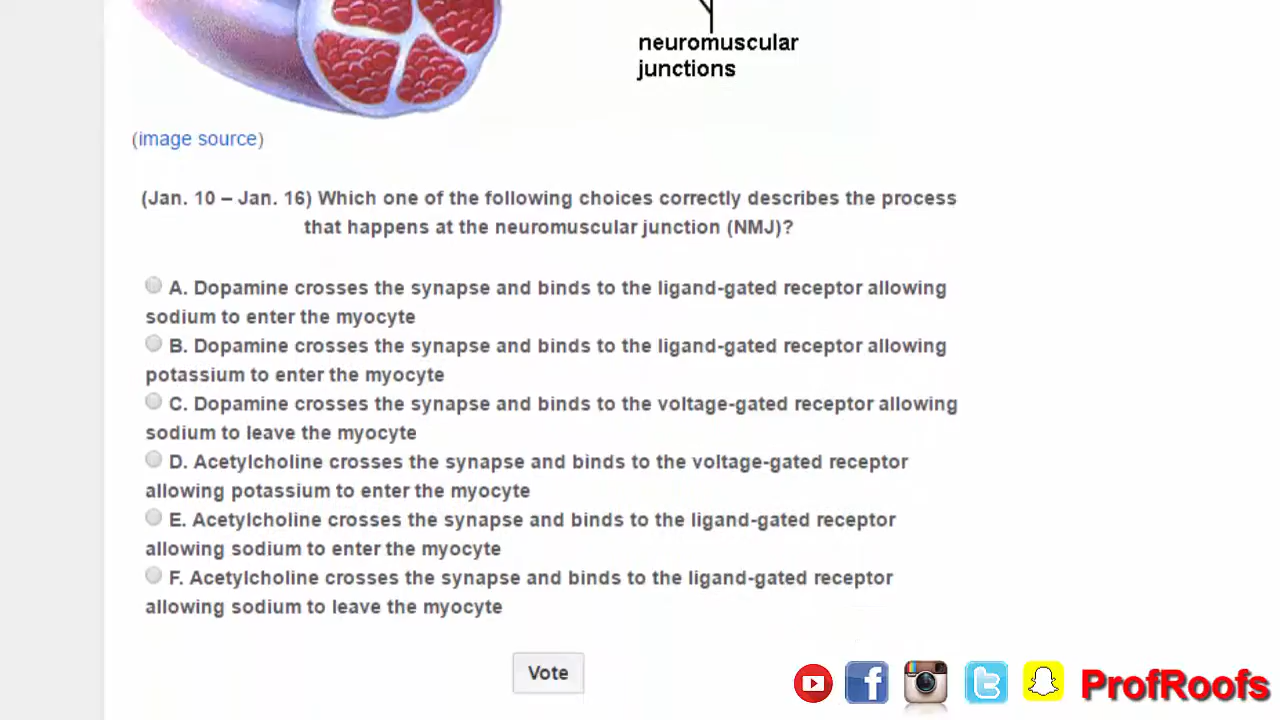 neuromuscular
junctions
(image source)
(Jan. 10 – Jan. 16) Which one of the following choices correctly describes the process
that happens at the neuromuscular junction (NMJ)?
A. Dopamine crosses the synapse and binds to the ligand-gated receptor allowing
sodium to enter the myocyte
B. Dopamine crosses the synapse and binds to the ligand-gated receptor allowing
potassium to enter the myocyte
C. Dopamine crosses the synapse and binds to the voltage-gated receptor allowing
sodium to leave the myocyte
D. Acetylcholine crosses the synapse and binds to the voltage-gated receptor
allowing potassium to enter the myocyte
E. Acetylcholine crosses the synapse and binds to the ligand-gated receptor
allowing sodium to enter the myocyte
F. Acetylcholine crosses the synapse and binds to the ligand-gated receptor
allowing sodium to leave the myocyte
Vote
ProfRoofs